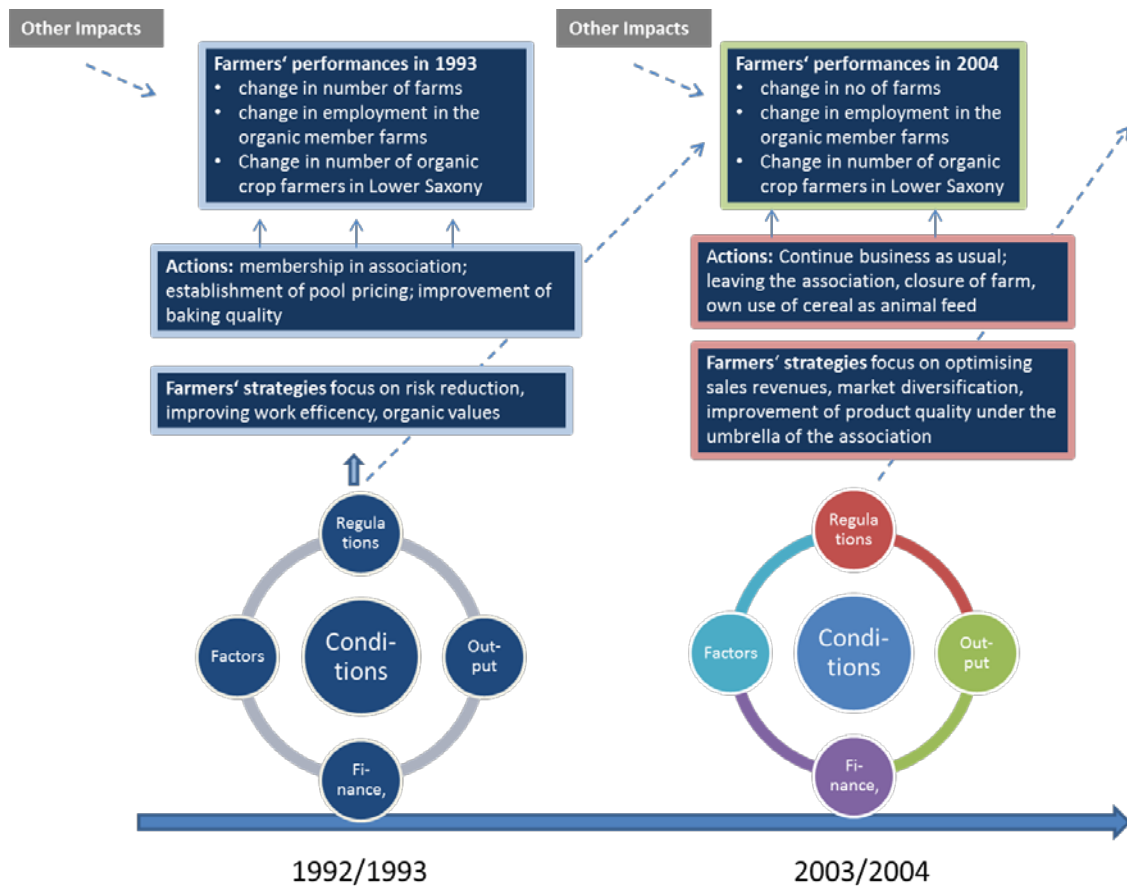 Other Impacts
Farmers‘ performances in 1993
• change in number of farms
• change in employment in the
organic member farms
• Change in number of organic
crop farmers in Lower Saxony
Actions: membership in association;
establishment of pool pricing; improvement of
baking quality
Farmers‘ strategies focus on risk reduction,
improving work efficency, organic values
Regula
tions
Factors
Condi-
tions
Out-
put
Fi-
nance,
1992/1993
Other Impacts
Farmers‘ performances in 2004
• change in no of farms
• change in employment in the
organic member farms
• Change in number of organic
crop farmers in Lower Saxony
Actions: Continue business as usual;
leaving the association, closure of farm,
own use of cereal as animal feed
Farmers‘ strategies focus on optimising
sales revenues, market diversification,
improvement of product quality under the
umbrella of the association
Regula
tions
Factors
Condi-
tions
Out-
put
Fi-
nance,
2003/2004